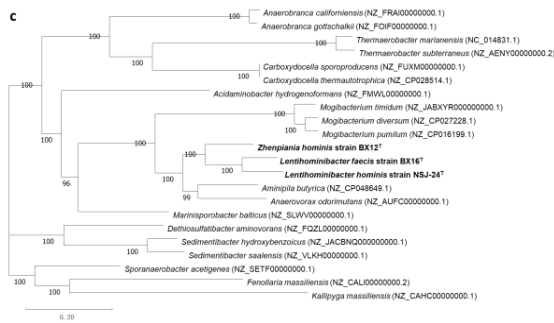 c
100
Anaerobranca californiensis (NZ_FRAI00000000.1)
Anaerobranca gottschalkii (NZ_FOIF00000000.1)
100
Thermaerobacter marianensis (NC_014831.1)
100
Thermaerobacter subterraneus (NZ_AENY00000000.2)
100
100
Carboxydocella sporoproducens (NZ_FUXM00000000.1)
100
Carboxydocella thermautotrophica (NZ_CP028514.1)
100
Acidaminobacter hydrogenoformans (NZ_FMWL00000000.1)
Mogibacterium timidum (NZ_JABXYR000000000.1)
100
Mogibacterium diversum (NZ_CP027228.1)
100
Mogibacterium pumilum (NZ_CP016199.1)
100
Zhenpiania hominis strain BX12ᵀ
100
Lentihominibacter faecis strain BX16ᵀ
100
100
Lentihominibacter hominis strain NSJ-24ᵀ
96
Aminipila butyrica (NZ_CP048649.1)
99
Anaerovorax odorimutans (NZ_AUFC00000000.1)
Marinisporobacter balticus (NZ_SLWV00000000.1)
Dethiosulfatibacter aminovorans (NZ_FQZL00000000.1)
100
Sedimentibacter hydroxybenzoicus (NZ_JACBNQ000000000.1)
100
Sedimentibacter saalensis (NZ_VLKH00000000.1)
Sporanaerobacter acetigenes (NZ_SETF00000000.1)
100
Fenollaria massiliensis (NZ_CALI00000000.2)
100
Kallipyga massiliensis (NZ_CAHC00000000.1)
0.20